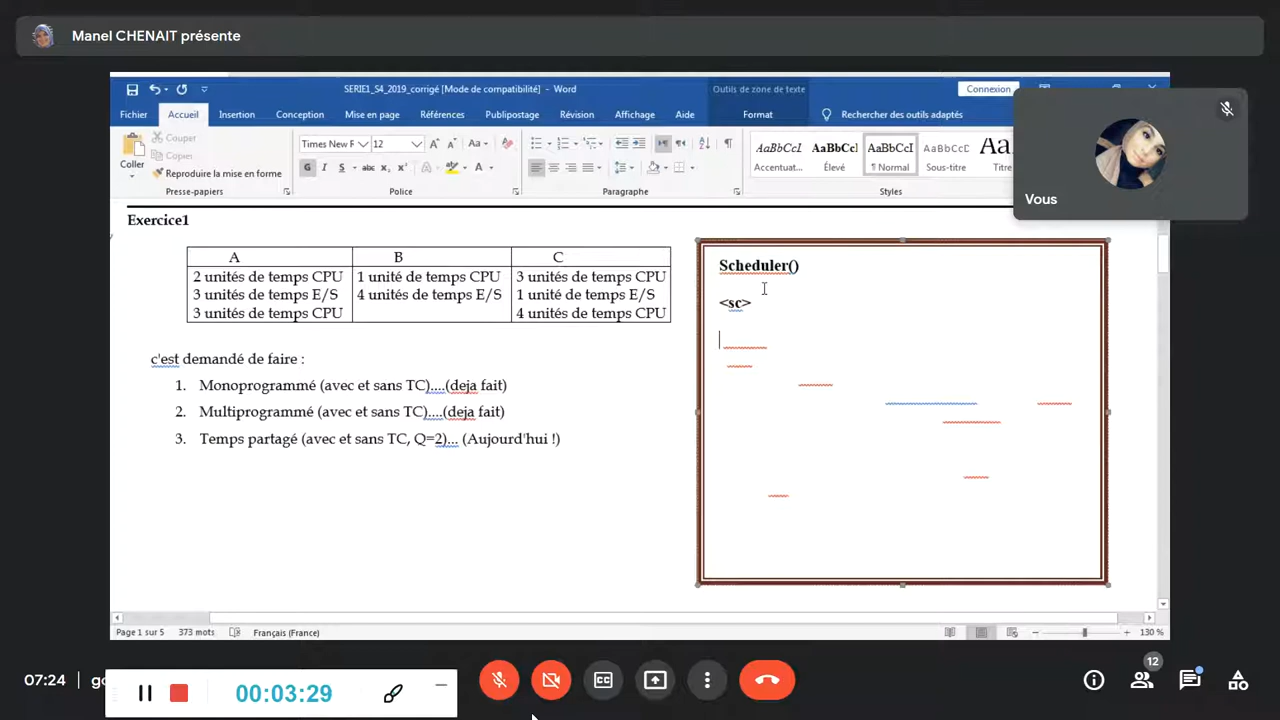 Manel CHENAIT présente
SERIE1_S4_2019_corrigé [Mode de compatibilité] - Word
Outils de zone de texte
Connexion
Fichier Accueil Insertion Conception Mise en page Références Publipostage Révision Affichage Aide Format Rechercher des outils adaptés
Coller
Couper
Copier
Reproduire la mise en forme
Times New F 12
G I S abc
AaBbCcI AaBbCc AaBbCcI AaBbCcD AaB
Accentuat... Élevé ¶ Normal Sous-titre
Presse-papiers Police Paragraphe Styles
Vous
Exercice1
A B C
2 unités de temps CPU 1 unité de temps CPU 3 unités de temps CPU
3 unités de temps E/S 4 unités de temps E/S 1 unité de temps E/S
3 unités de temps CPU 4 unités de temps CPU
c'est demandé de faire :
1. Monoprogrammé (avec et sans TC)....(deja fait)
2. Multiprogrammé (avec et sans TC)....(deja fait)
3. Temps partagé (avec et sans TC, Q=2)... (Aujourd'hui !)
Scheduler()
<sc>
Page 1 sur 5 373 mots Français (France) 130 %
07:24
00:03:29
12